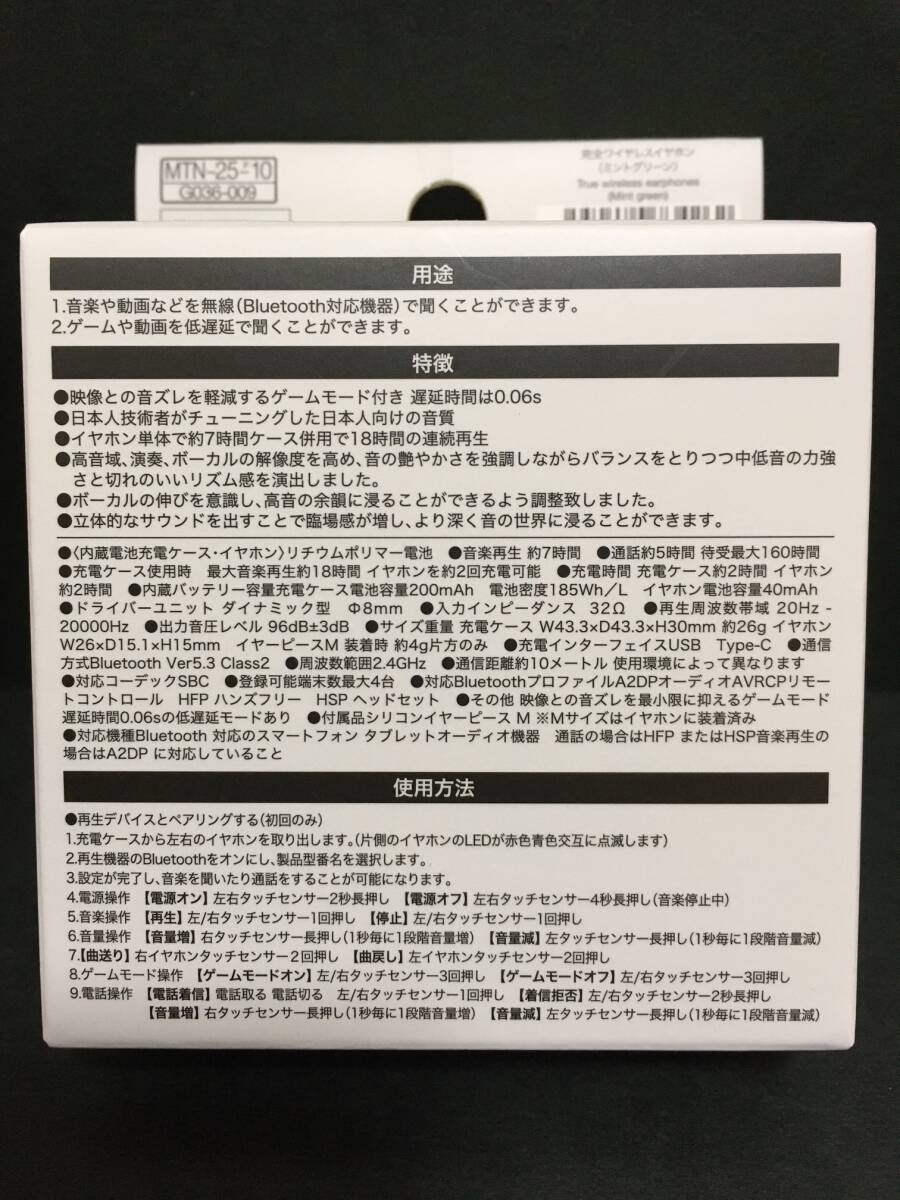 MTN-25-10
G036-009
完全ワイヤレスイヤホン
(ミントグリーン)
True wireless earphones
(Mint green)
用途
1.音楽や動画などを無線(Bluetooth対応機器)で聞くことができます。
2.ゲームや動画を低遅延で聞くことができます。
特徴
●映像との音ズレを軽減するゲームモード付き 遅延時間は0.06s
●日本人技術者がチューニングした日本人向けの音質
●イヤホン単体で約7時間ケース併用で18時間の連続再生
●高音域、演奏、ボーカルの解像度を高め、音の艶やかさを強調しながらバランスをとりつつ中低音の力強
さと切れのいいリズム感を演出しました。
●ボーカルの伸びを意識し、高音の余韻に浸ることができるよう調整致しました。
●立体的なサウンドを出すことで臨場感が増し、より深く音の世界に浸ることができます。
●〈内蔵電池充電ケース・イヤホン〉リチウムポリマー電池 ●音楽再生 約7時間 ●通話約5時間 待受最大160時間
●充電ケース使用時 最大音楽再生約18時間 イヤホンを約2回充電可能 ●充電時間 充電ケース約2時間 イヤホン
約2時間 ●内蔵バッテリー容量充電ケース電池容量200mAh 電池密度185Wh/L イヤホン電池容量40mAh
●ドライバーユニット ダイナミック型 Φ8mm ●入力インピーダンス 32Ω ●再生周波数帯域 20Hz -
20000Hz ●出力音圧レベル 96dB±3dB ●サイズ重量 充電ケース W43.3×D43.3×H30mm 約26g イヤホン
W26×D15.1×H15mm イヤーピースM 装着時 約4g片方のみ ●充電インターフェイスUSB Type-C ●通信
方式Bluetooth Ver5.3 Class2 ●周波数範囲2.4GHz ●通信距離約10メートル 使用環境によって異なります
●対応コーデックSBC ●登録可能端末数最大4台 ●対応BluetoothプロファイルA2DPオーディオAVRCPリモー
トコントロール HFP ハンズフリー HSP ヘッドセット ●その他 映像との音ズレを最小限に抑えるゲームモード
遅延時間0.06sの低遅延モードあり ●付属品シリコンイヤーピース M ※Mサイズはイヤホンに装着済み
●対応機種Bluetooth 対応のスマートフォン タブレットオーディオ機器 通話の場合はHFP またはHSP音楽再生の
場合はA2DP に対応していること
使用方法
●再生デバイスとペアリングする(初回のみ)
1.充電ケースから左右のイヤホンを取り出します。(片側のイヤホンのLEDが赤色青色交互に点滅します)
2.再生機器のBluetoothをオンにし、製品型番名を選択します。
3.設定が完了し、音楽を聞いたり通話をすることが可能になります。
4.電源操作 【電源オン】左右タッチセンサー2秒長押し 【電源オフ】左右タッチセンサー4秒長押し(音楽停止中)
5.音楽操作 【再生】左/右タッチセンサー1回押し 【停止】左/右タッチセンサー1回押し
6.音量操作 【音量増】右タッチセンサー長押し(1秒毎に1段階音量増) 【音量減】左タッチセンサー長押し(1秒毎に1段階音量減)
7.【曲送り】右イヤホンタッチセンサー2回押し 【曲戻し】左イヤホンタッチセンサー2回押し
8.ゲームモード操作 【ゲームモードオン】左/右タッチセンサー3回押し 【ゲームモードオフ】左/右タッチセンサー3回押し
9.電話操作 【電話着信】電話取る 電話切る 左/右タッチセンサー1回押し 【着信拒否】左/右タッチセンサー2秒長押し
【音量増】右タッチセンサー長押し(1秒毎に1段階音量増) 【音量減】左タッチセンサー長押し(1秒毎に1段階音量減)